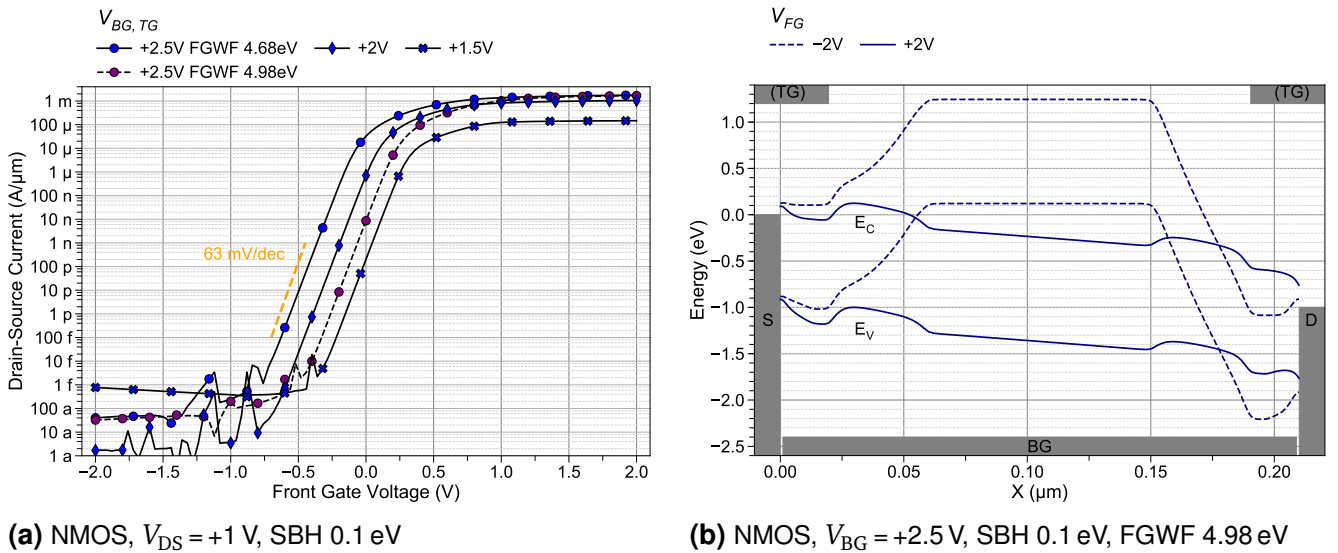 V_BG, TG
+2.5V FGWF 4.68eV
+2V
+1.5V
+2.5V FGWF 4.98eV
Drain-Source Current (A/μm)
1 m
100 μ
10 μ
1 μ
100 n
10 n
1 n
100 p
10 p
1 p
100 f
10 f
1 f
100 a
10 a
1 a
63 mV/dec
−2.0 −1.5 −1.0 −0.5 0.0 0.5 1.0 1.5 2.0
Front Gate Voltage (V)
(a) NMOS, V_DS = +1 V, SBH 0.1 eV
V_FG
−2V
+2V
Energy (eV)
(TG) (TG)
1.0
0.5
0.0
−0.5
−1.0
−1.5
−2.0
−2.5
E_C
E_V
S
D
BG
0.00 0.05 0.10 0.15 0.20
X (μm)
(b) NMOS, V_BG = +2.5 V, SBH 0.1 eV, FGWF 4.98 eV